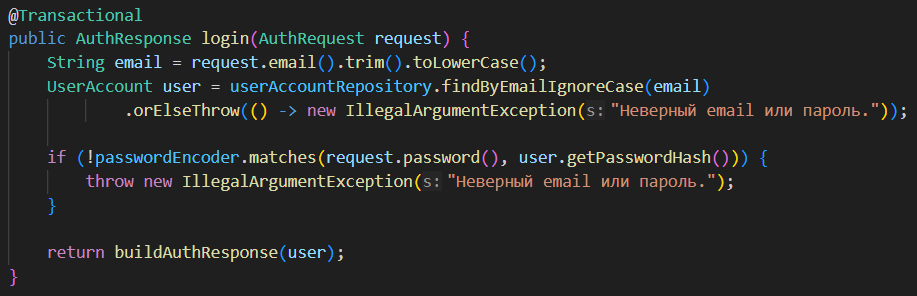 @Transactional
public AuthResponse login(AuthRequest request) {
    String email = request.email().trim().toLowerCase();
    UserAccount user = userAccountRepository.findByEmailIgnoreCase(email)
            .orElseThrow(() -> new IllegalArgumentException(s:"Неверный email или пароль."));

    if (!passwordEncoder.matches(request.password(), user.getPasswordHash())) {
        throw new IllegalArgumentException(s:"Неверный email или пароль.");
    }

    return buildAuthResponse(user);
}